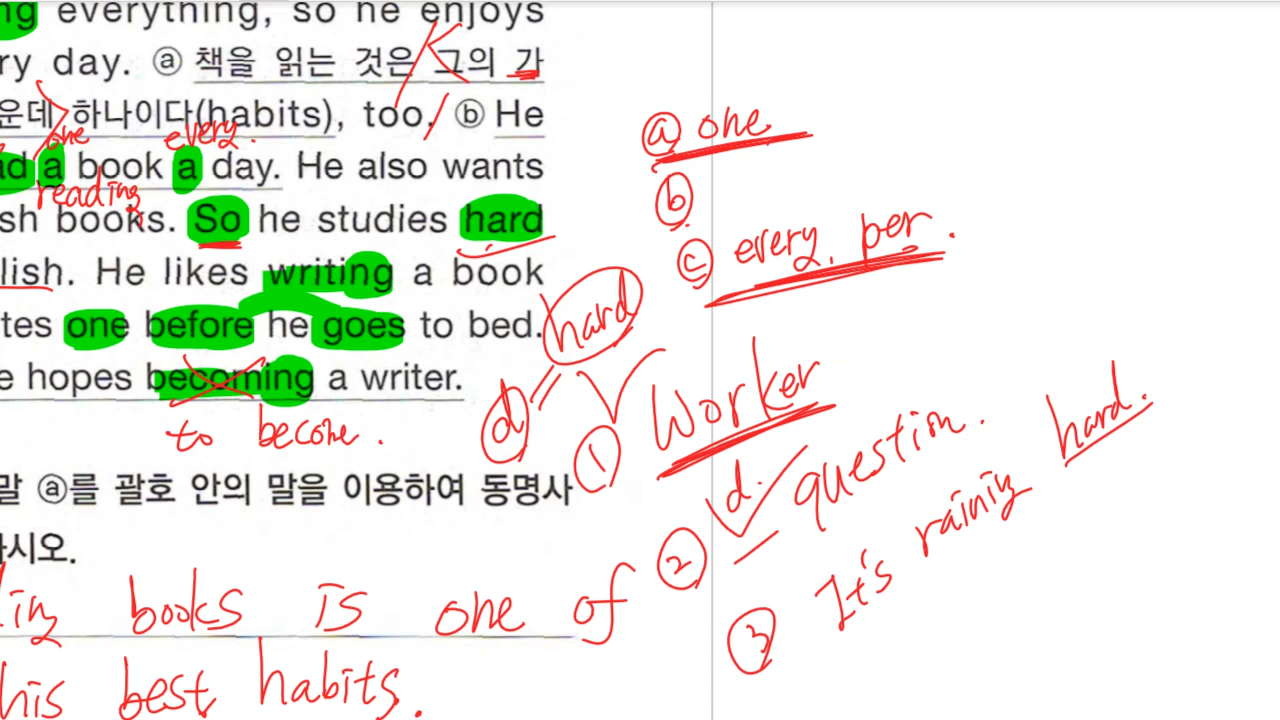 ng everything, so he enjoys
ry day. ⓐ 책을 읽는 것은 그의 가
운데 하나이다(habits), too, ⓑ He
one every.
ad a book a day. He also wants
reading
sh books. So he studies hard
lish. He likes writing a book
tes one before he goes to bed.
e hopes becoming a writer.
to become.
말 ⓐ를 괄호 안의 말을 이용하여 동명사
하시오.
ing books is one of
his best habits.
ⓐ one
ⓑ
ⓒ every. per.
ⓓ hard
① Worker
② d. question.
③ It's rainiy hard.